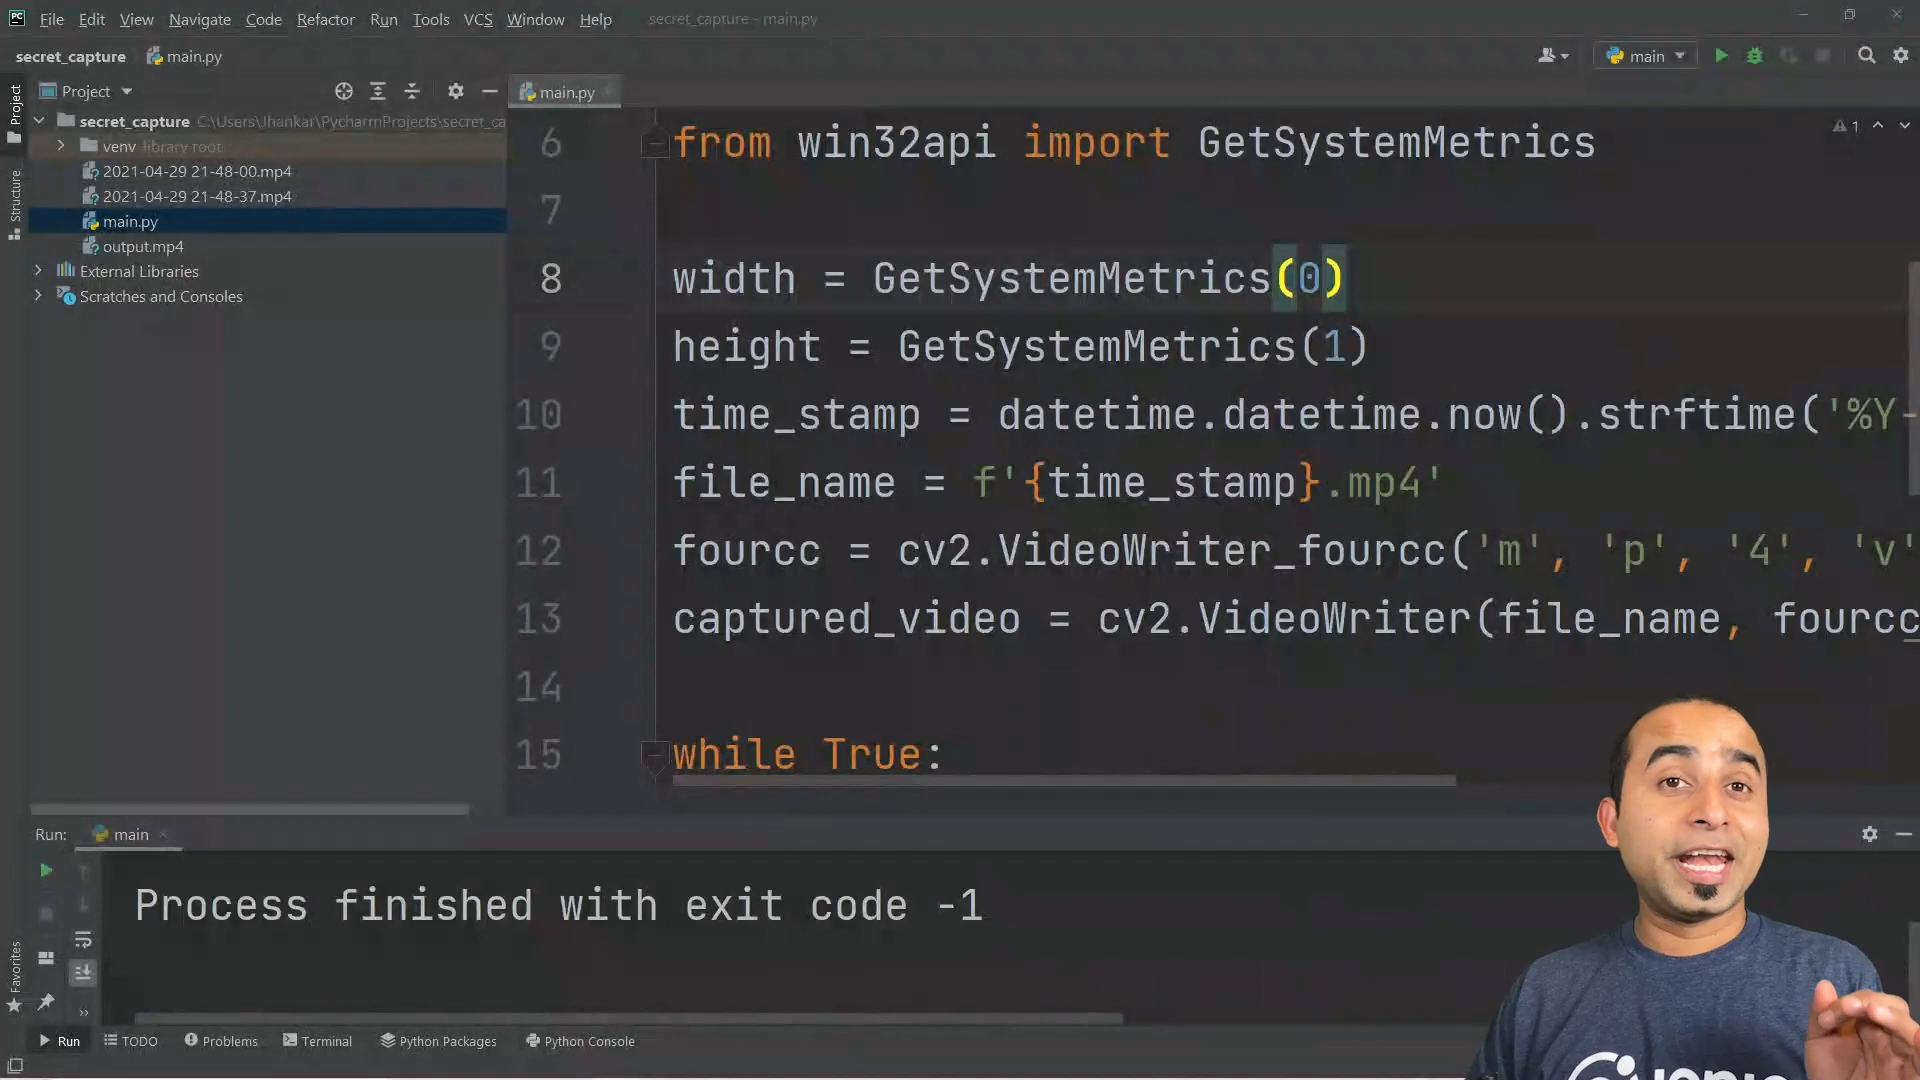 File Edit View Navigate Code Refactor Run Tools VCS Window Help secret_capture – main.py
secret_capture main.py main
Project main.py
secret_capture C:\Users\Jhankar\PycharmProjects\secret_ca
venv library root
2021-04-29 21-48-00.mp4
2021-04-29 21-48-37.mp4
main.py
output.mp4
External Libraries
Scratches and Consoles
Project
Structure
Favorites
1
6 from win32api import GetSystemMetrics
7
8 width = GetSystemMetrics(0)
9 height = GetSystemMetrics(1)
10 time_stamp = datetime.datetime.now().strftime('%Y-
11 file_name = f'{time_stamp}.mp4'
12 fourcc = cv2.VideoWriter_fourcc('m', 'p', '4', 'v'
13 captured_video = cv2.VideoWriter(file_name, fourcc
14
15 while True:
Run: main
Process finished with exit code -1
Run TODO Problems Terminal Python Packages Python Console